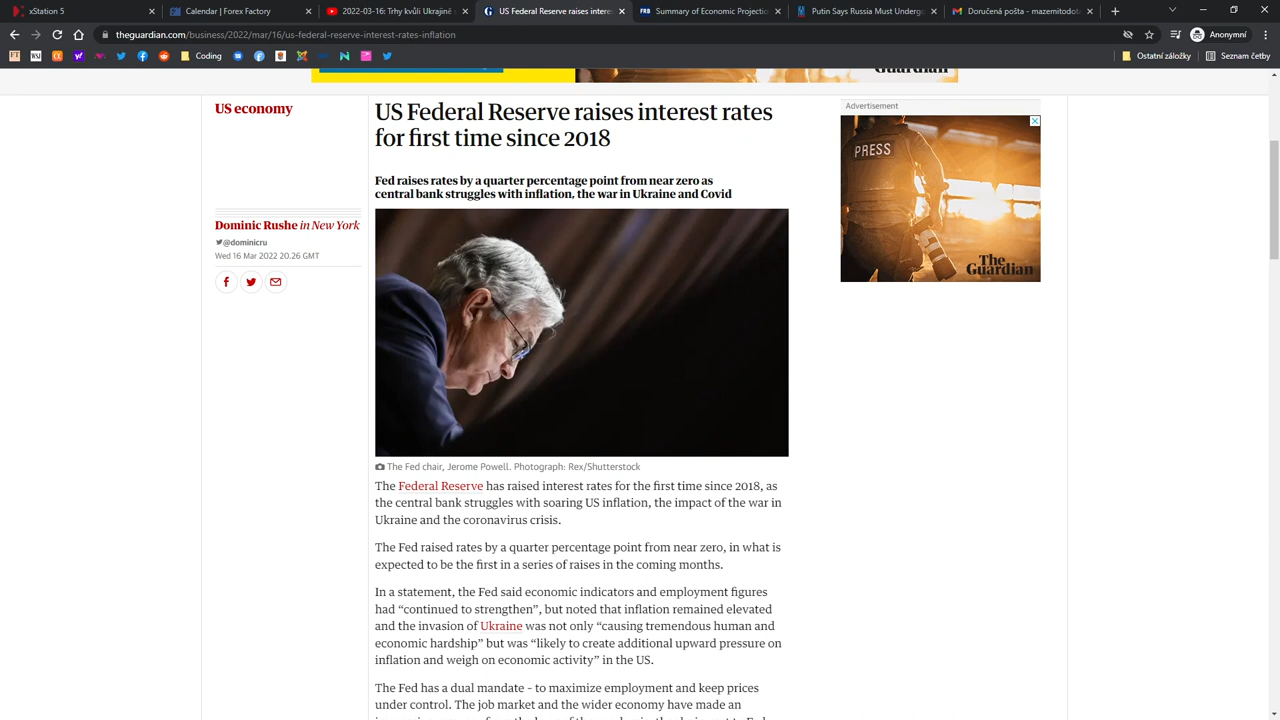 xStation 5
Calendar | Forex Factory
2022-03-16: Trhy kvůli Ukrajině
Summary of Economic Projectio
Putin Says Russia Must Undergo
Doručená pošta - mazemitodot
theguardian.com/business/2022/mar/16/us-federal-reserve-interest-rates-inflation
Anonymní
Coding
Ostatní záložky
Seznam četby
Guardian
US economy
US Federal Reserve raises interest rates
for first time since 2018
Fed raises rates by a quarter percentage point from near zero as
central bank struggles with inflation, the war in Ukraine and Covid
Dominic Rushe in New York
@dominicru
Wed 16 Mar 2022 20.26 GMT
Advertisement
PRESS
The
Guardian
The Fed chair, Jerome Powell. Photograph: Rex/Shutterstock
The Federal Reserve has raised interest rates for the first time since 2018, as
the central bank struggles with soaring US inflation, the impact of the war in
Ukraine and the coronavirus crisis.
The Fed raised rates by a quarter percentage point from near zero, in what is
expected to be the first in a series of raises in the coming months.
In a statement, the Fed said economic indicators and employment figures
had “continued to strengthen”, but noted that inflation remained elevated
and the invasion of Ukraine was not only “causing tremendous human and
economic hardship” but was “likely to create additional upward pressure on
inflation and weigh on economic activity” in the US.
The Fed has a dual mandate – to maximize employment and keep prices
under control. The job market and the wider economy have made an